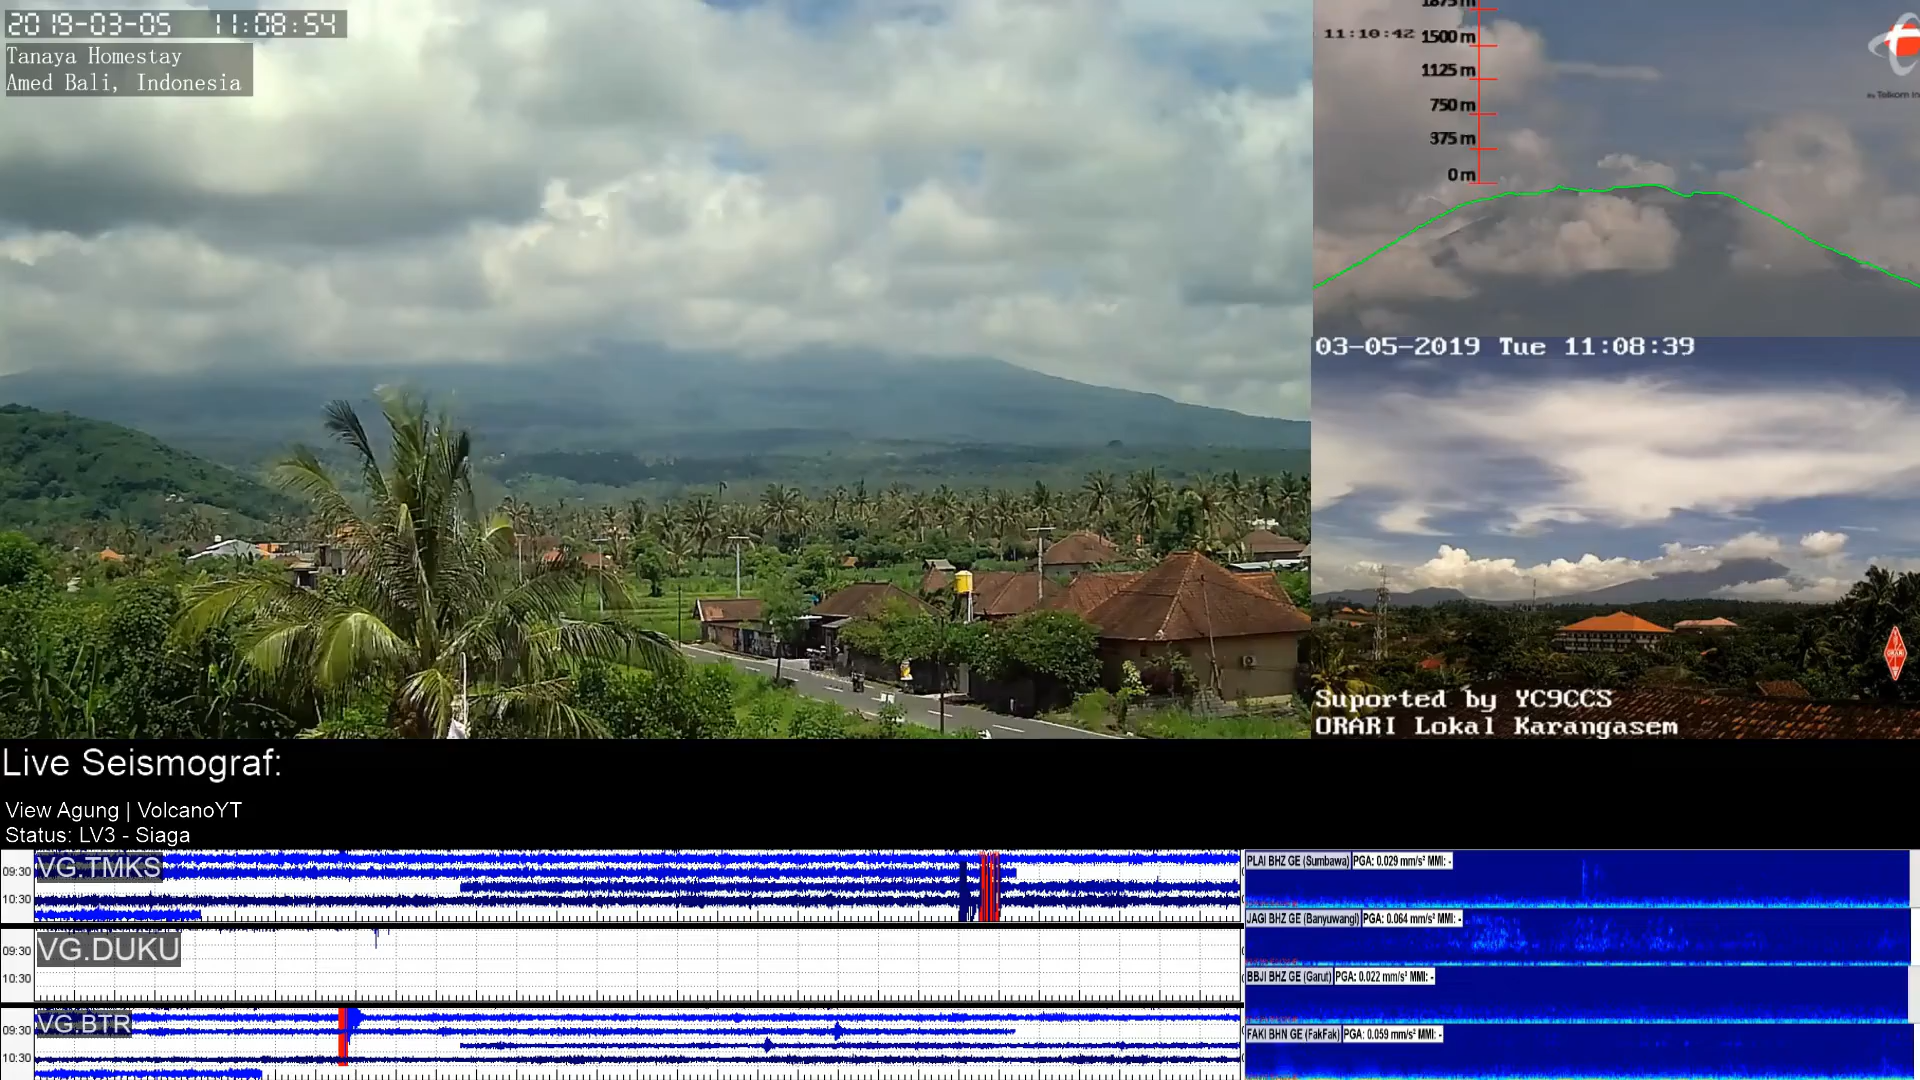 2019-03-05 11:08:54
Tanaya Homestay
Amed Bali, Indonesia
1875 m
11:10:42
1500 m
1125 m
750 m
375 m
0 m
by Telkom In
03-05-2019 Tue 11:08:39
ORARI
Suported by YC9CCS
ORARI Lokal Karangasem
Live Seismograf:
View Agung | VolcanoYT
Status: LV3 - Siaga
VG.TMKS
09:30
10:30
VG.DUKU
09:30
10:30
VG.BTR
09:30
10:30
PLAI BHZ GE (Sumbawa) PGA: 0.029 mm/s² MMI: -
JAGI BHZ GE (Banyuwangi) PGA: 0.064 mm/s² MMI: -
BBJI BHZ GE (Garut) PGA: 0.022 mm/s² MMI: -
FAKI BHN GE (FakFak) PGA: 0.059 mm/s² MMI: -